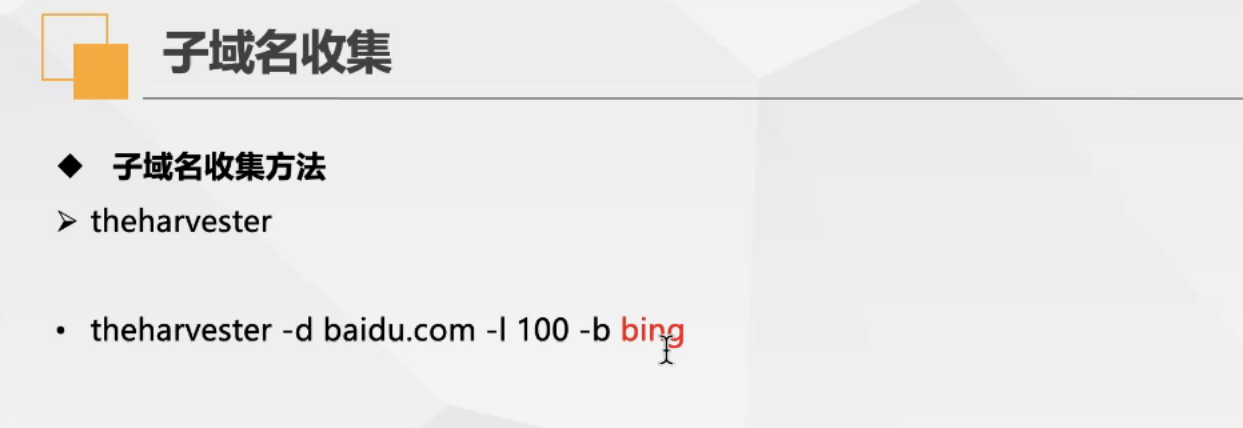 子域名收集
◆ 子域名收集方法
➢ theharvester
• theharvester -d baidu.com -l 100 -b bing